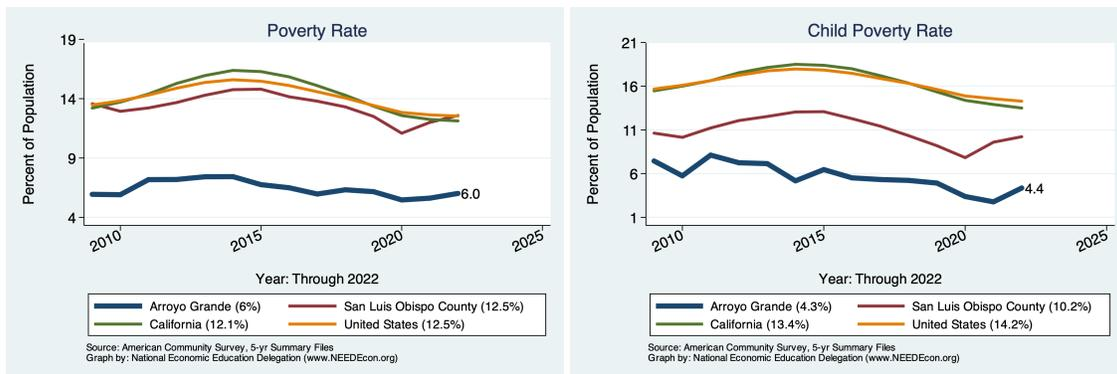 Poverty Rate
Percent of Population
19
14
9
4
6.0
2010
2015
2020
2025
Year: Through 2022
Arroyo Grande (6%)
San Luis Obispo County (12.5%)
California (12.1%)
United States (12.5%)
Source: American Community Survey, 5-yr Summary Files
Graph by: National Economic Education Delegation (www.NEEDEcon.org)
Child Poverty Rate
Percent of Population
21
16
11
6
1
4.4
2010
2015
2020
2025
Year: Through 2022
Arroyo Grande (4.3%)
San Luis Obispo County (10.2%)
California (13.4%)
United States (14.2%)
Source: American Community Survey, 5-yr Summary Files
Graph by: National Economic Education Delegation (www.NEEDEcon.org)